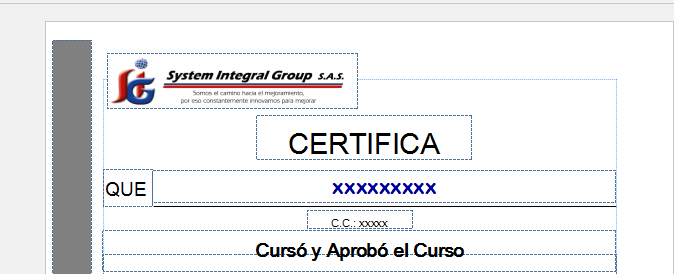 System Integral Group S.A.S.
Somos el camino hacia el mejoramiento,
por eso constantemente innovamos para mejorar
CERTIFICA
QUE xxxxxxxxx
C.C.: xxxxx
Cursó y Aprobó el Curso